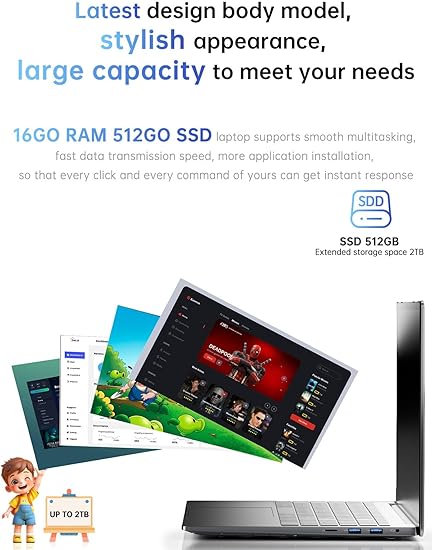 Latest design body model,
stylish appearance,
large capacity to meet your needs
16GO RAM 512GO SSD laptop supports smooth multitasking,
fast data transmission speed, more application installation,
so that every click and every command of yours can get instant response
SDD
SSD 512GB
Extended storage space 2TB
DEADPOOL
UP TO 2TB